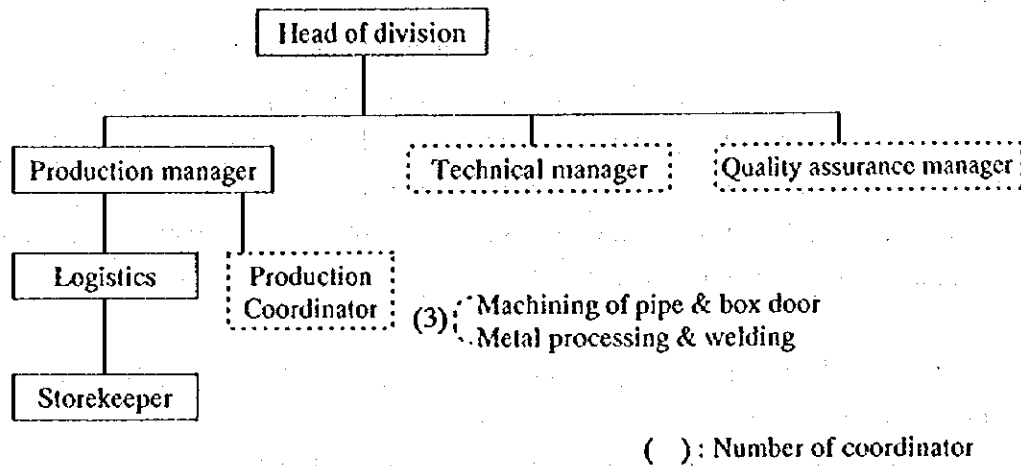 Head of division
Production manager
Technical manager
Quality assurance manager
Logistics
Production
Coordinator
(3)
Machining of pipe & box door
Metal processing & welding
Storekeeper
( ) : Number of coordinator